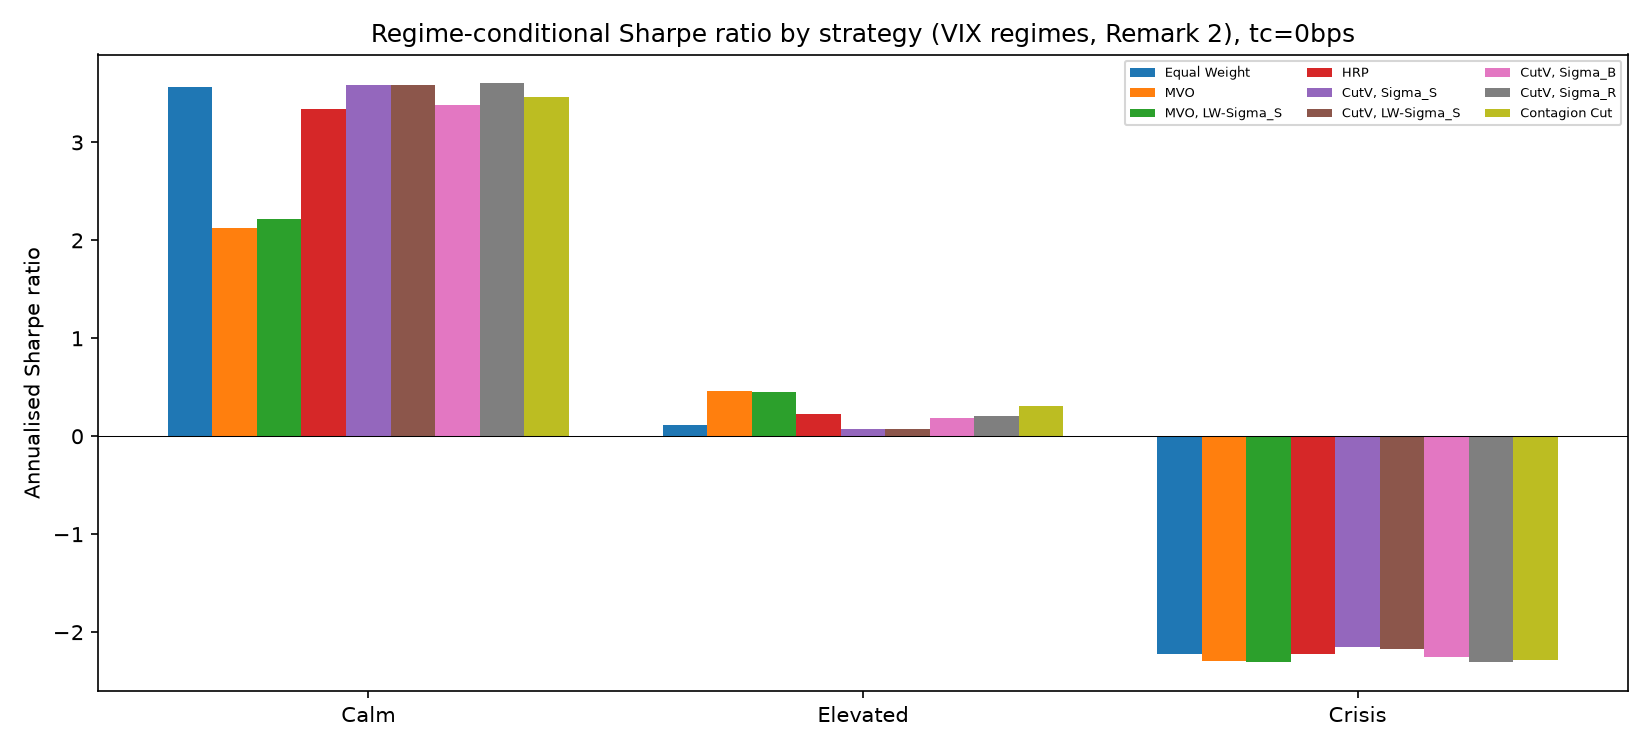 Regime-conditional Sharpe ratio by strategy (VIX regimes, Remark 2), tc=0bps
Equal Weight
MVO
MVO, LW-Sigma_S
HRP
CutV, Sigma_S
CutV, LW-Sigma_S
CutV, Sigma_B
CutV, Sigma_R
Contagion Cut
Annualised Sharpe ratio
3
2
1
0
−1
−2
Calm
Elevated
Crisis